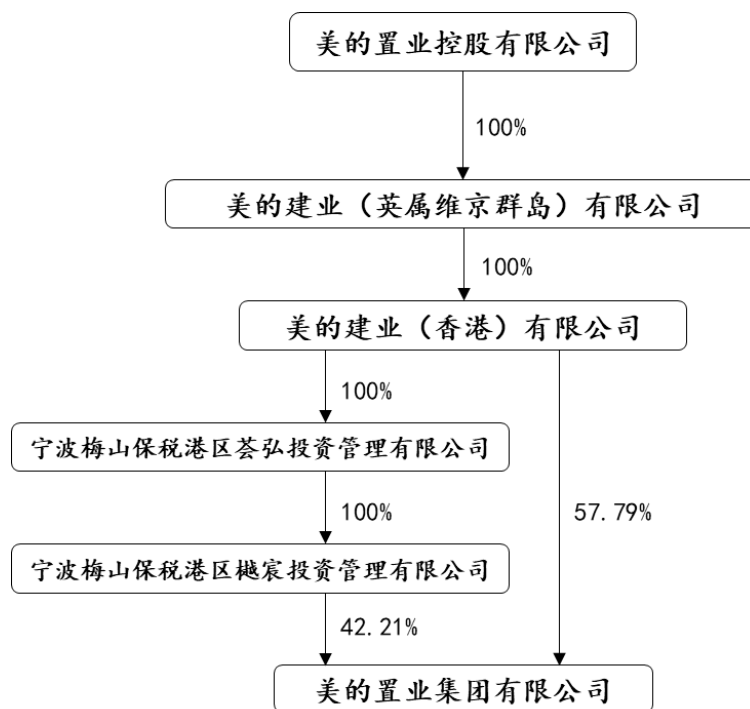 美的置业控股有限公司
100%
美的建业（英属维京群岛）有限公司
100%
美的建业（香港）有限公司
100%
宁波梅山保税港区荟弘投资管理有限公司
100%
57.79%
宁波梅山保税港区樾宸投资管理有限公司
42.21%
美的置业集团有限公司